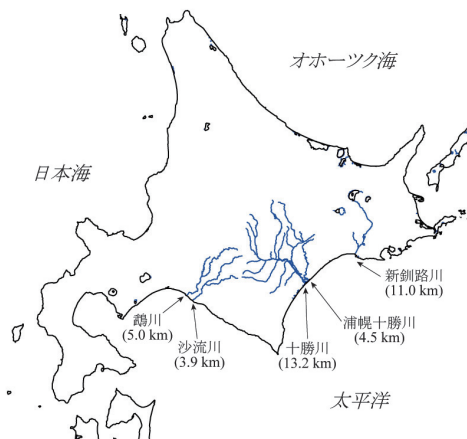 オホーツク海
日本海
新釧路川
(11.0 km)
鵡川
(5.0 km)
浦幌十勝川
(4.5 km)
沙流川
(3.9 km)
十勝川
(13.2 km)
太平洋